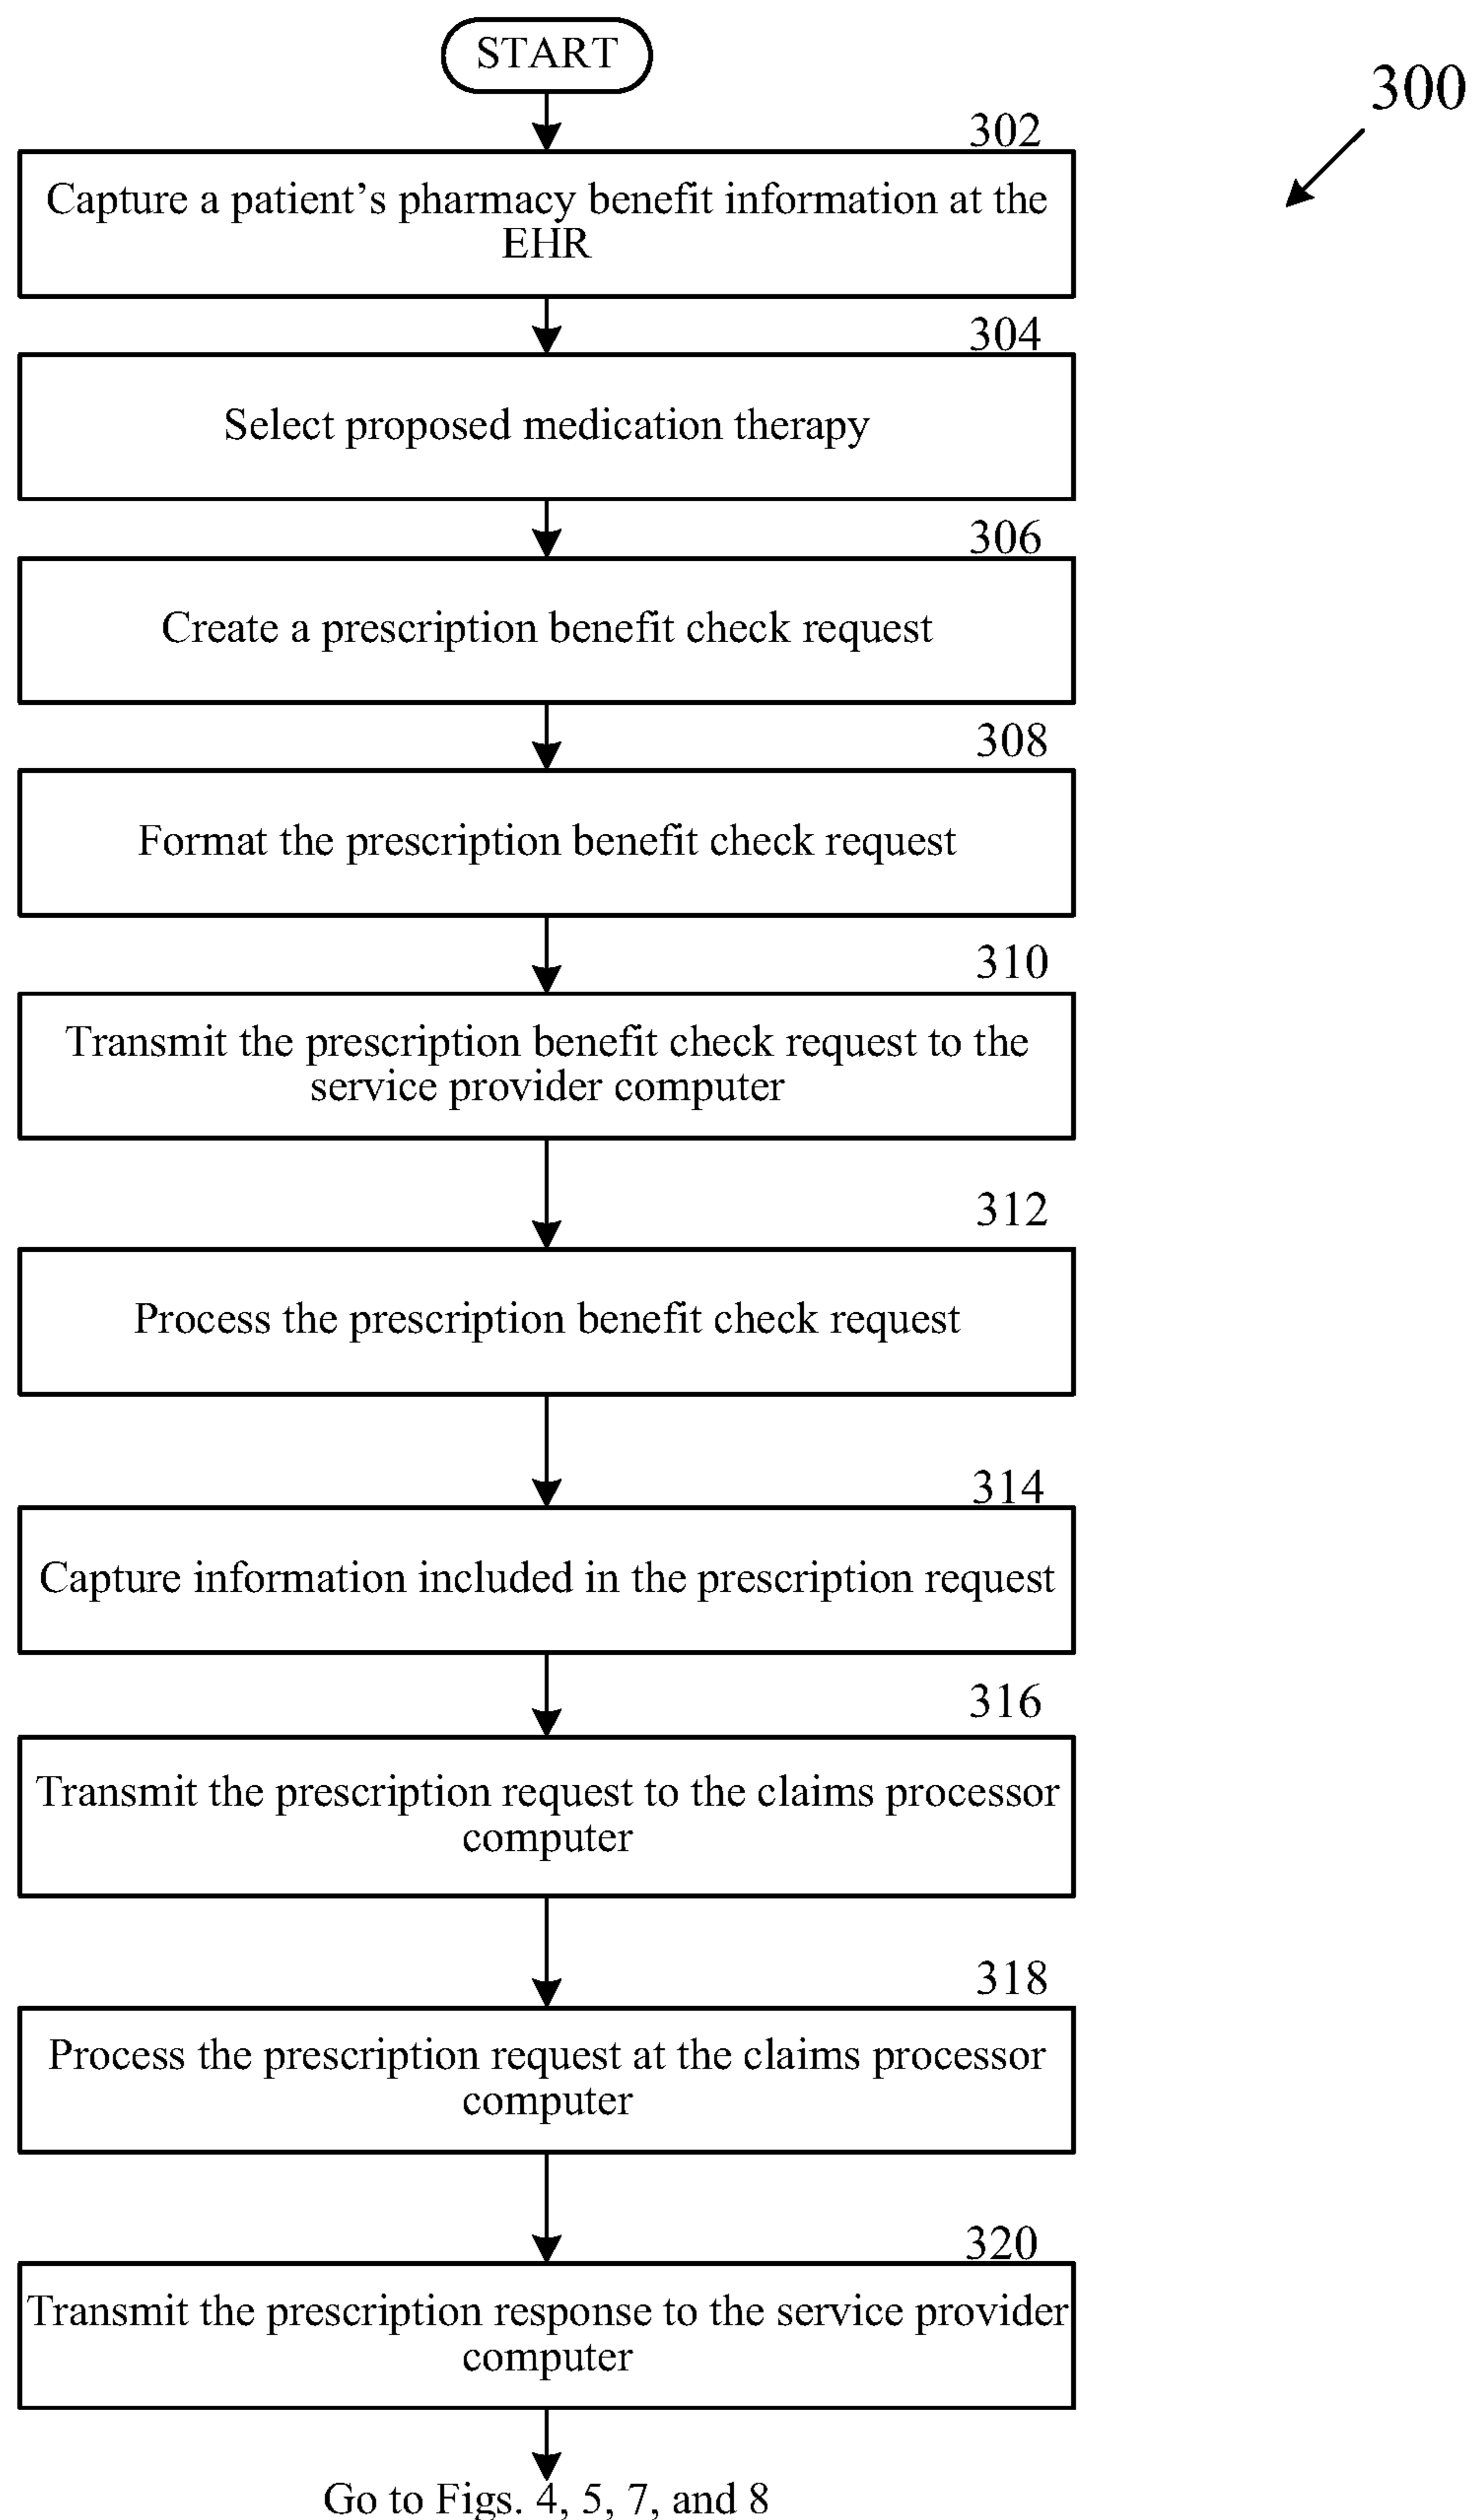 START
300
302
Capture a patient’s pharmacy benefit information at the
EHR
304
Select proposed medication therapy
306
Create a prescription benefit check request
308
Format the prescription benefit check request
310
Transmit the prescription benefit check request to the
service provider computer
312
Process the prescription benefit check request
314
Capture information included in the prescription request
316
Transmit the prescription request to the claims processor
computer
318
Process the prescription request at the claims processor
computer
320
Transmit the prescription response to the service provider
computer
Go to Figs. 4, 5, 7, and 8